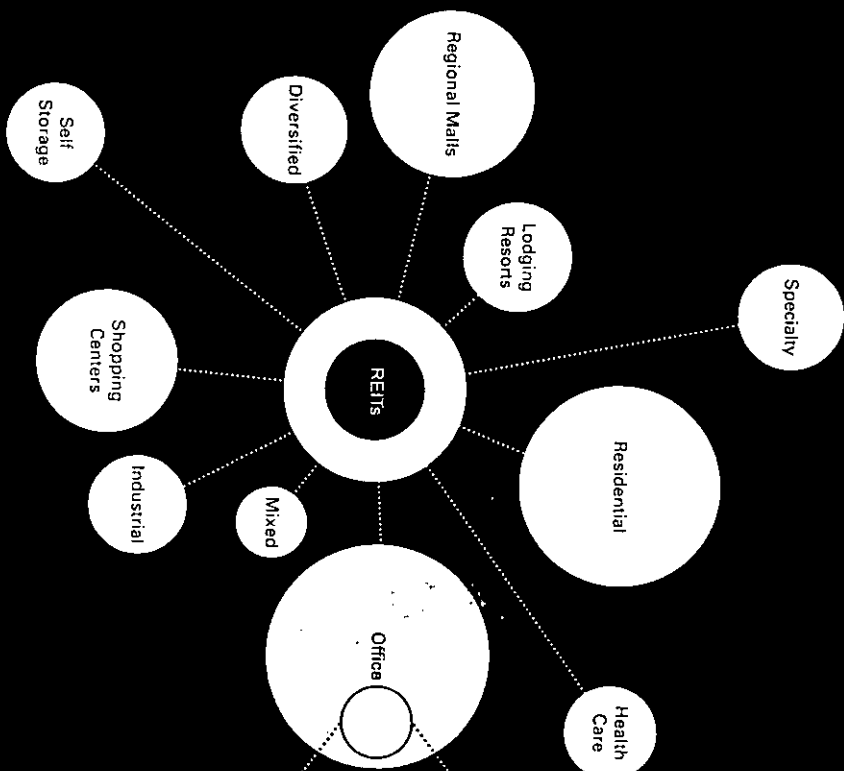 Specialty
Residential
Health
Care
Lodging
Resorts
Regional Malls
REITs
Office
Diversified
Mixed
Industrial
Shopping
Centers
Self
Storage